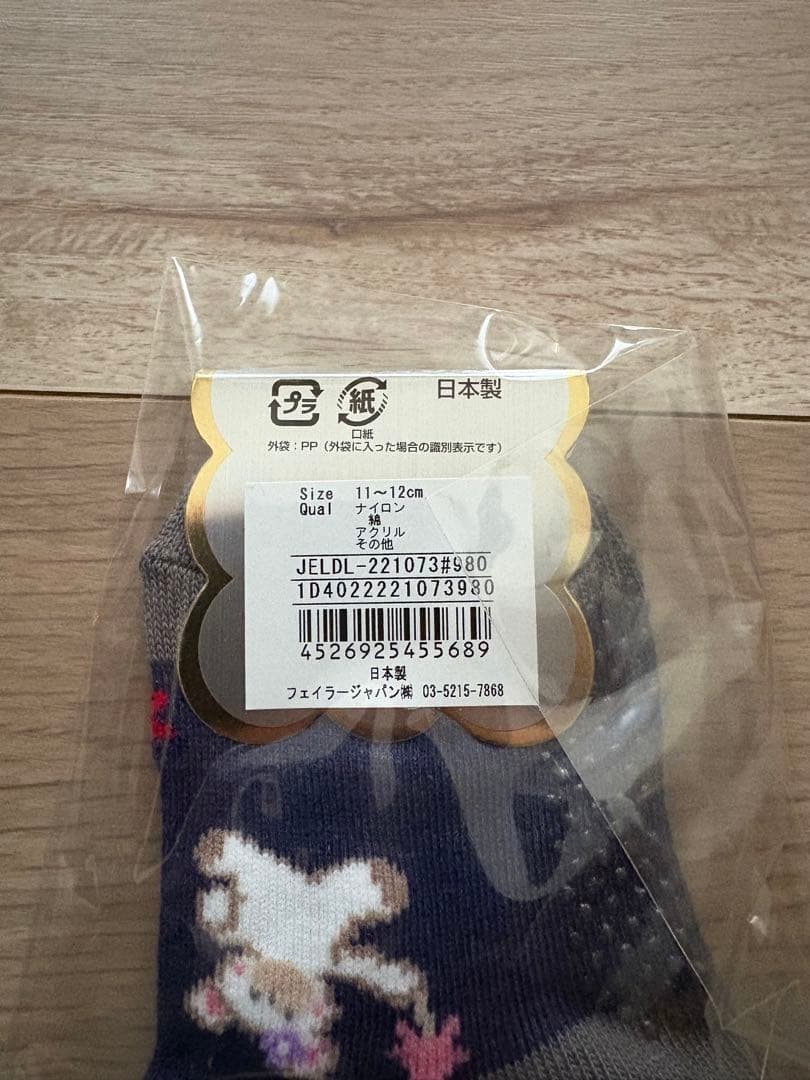 プラ 紙 日本製
口紙
外袋：PP（外袋に入った場合の識別表示です）
Size 11～12cm
Qual ナイロン
綿
アクリル
その他
JELDL-221073#980
1D4022221073980
4526925455689
日本製
フェイラージャパン㈱ 03-5215-7868